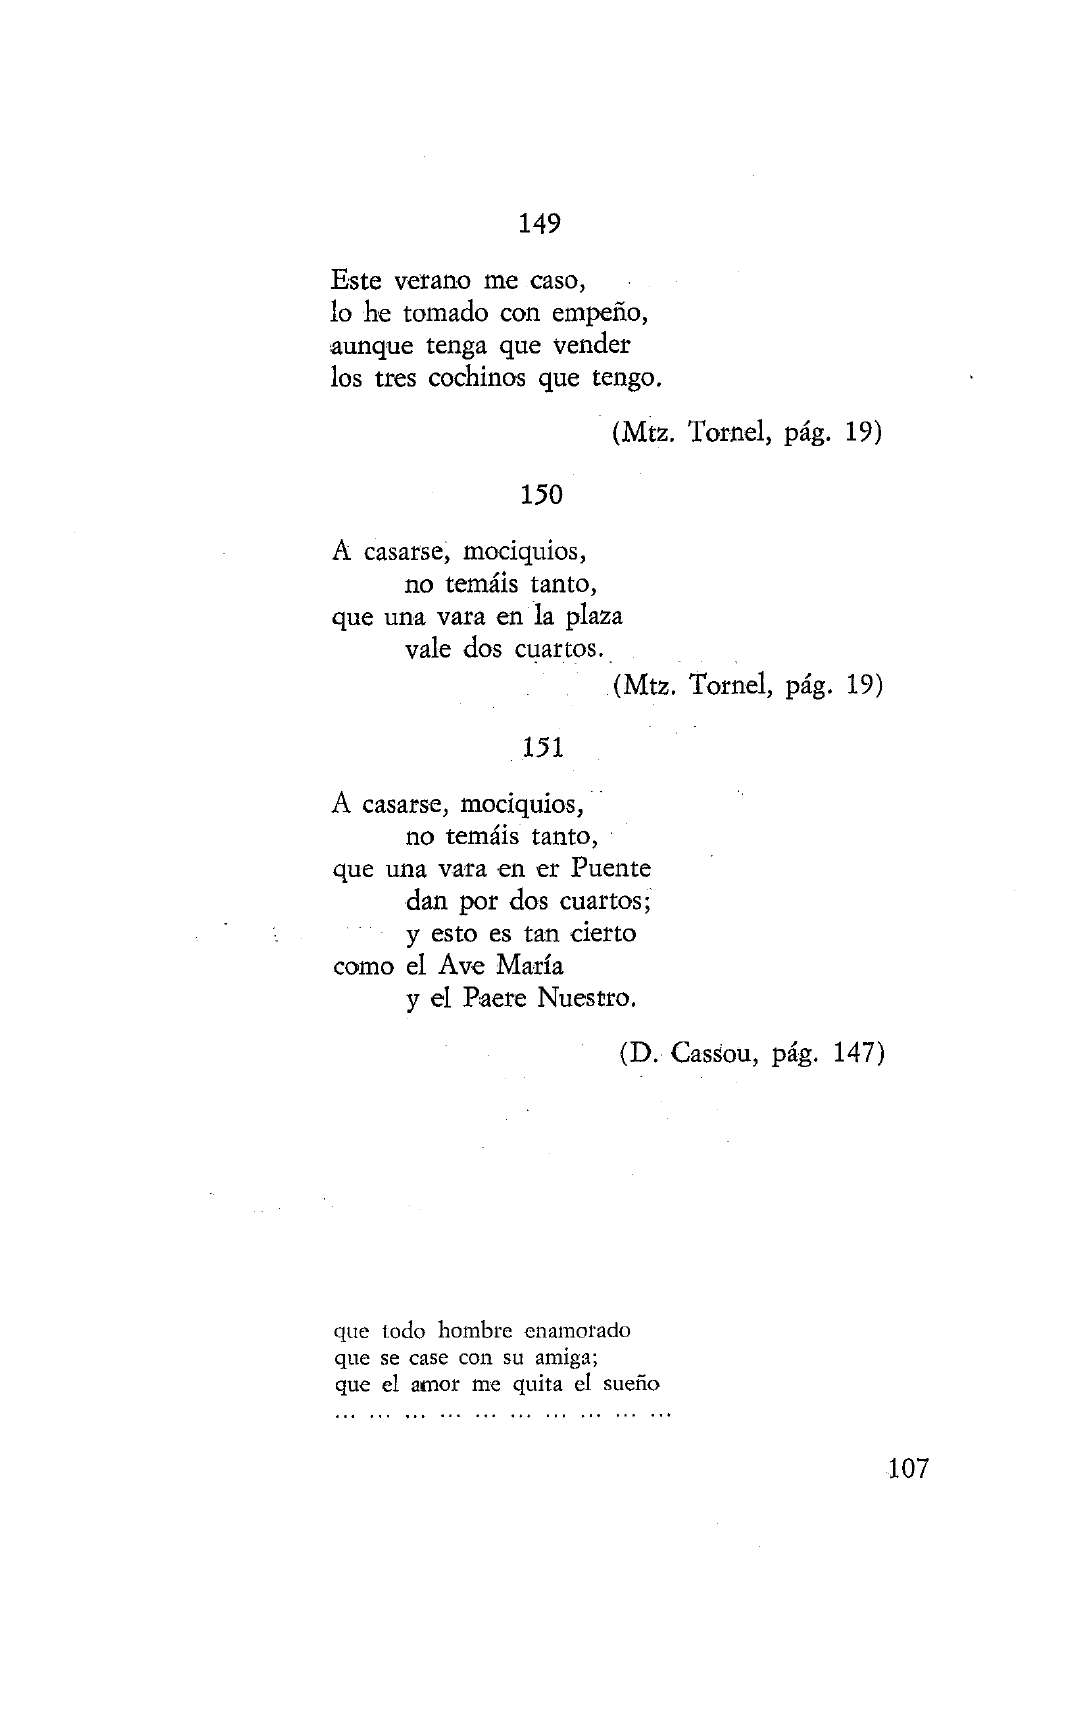 149
Este verano me caso,
lo he tomado con empeño,
aunque tenga que vender
los tres cochinos que tengo.
(Mtz. Tornel, pág. 19)
150
A casarse, mociquios,
no temáis tanto,
que una vara en la plaza
vale dos cuartos.
(Mtz. Tornel, pág. 19)
151
A casarse, mociquios,
no temáis tanto,
que una vara en er Puente
dan por dos cuartos;
y esto es tan cierto
como el Ave María
y el Paere Nuestro.
(D. Cassou, pág. 147)
que todo hombre enamorado
que se case con su amiga;
que el amor me quita el sueño
... ... ... ... ... ... ... ... ... ...
107